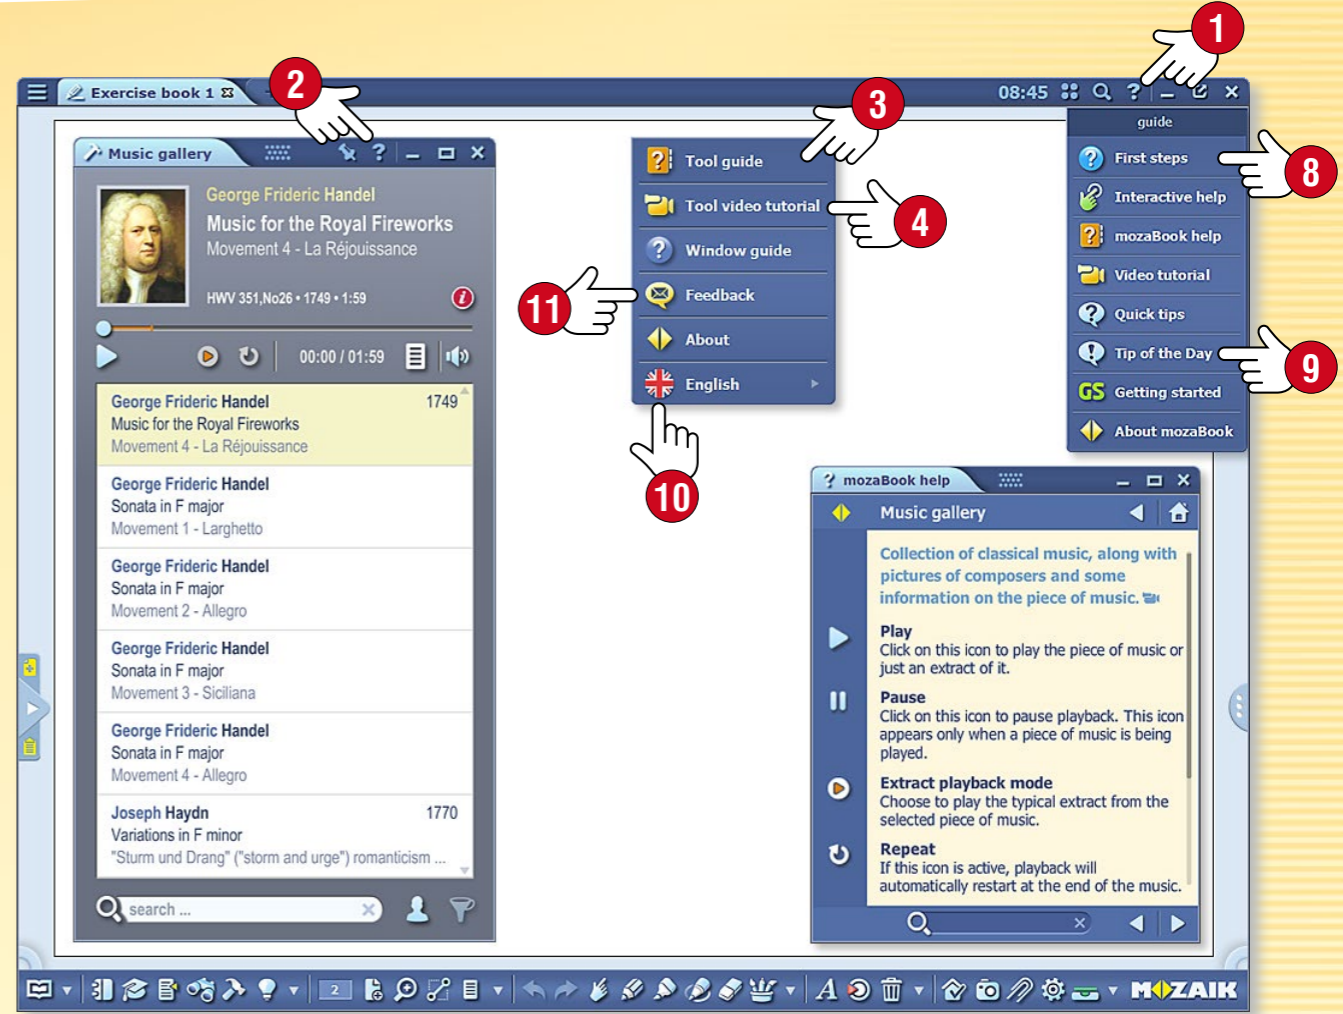 1
2
Exercise book 1
08:45
3
guide
Music gallery
Tool guide
First steps
8
George Frideric Handel
Music for the Royal Fireworks
Movement 4 - La Réjouissance
HWV 351,No26 • 1749 • 1:59
Tool video tutorial
4
Interactive help
Window guide
mozaBook help
11
Feedback
Video tutorial
About
Quick tips
English
Tip of the Day
9
GS Getting started
About mozaBook
10
00:00 / 01:59
George Frideric Handel 1749
Music for the Royal Fireworks
Movement 4 - La Réjouissance
George Frideric Handel
Sonata in F major
Movement 1 - Larghetto
George Frideric Handel
Sonata in F major
Movement 2 - Allegro
George Frideric Handel
Sonata in F major
Movement 3 - Siciliana
George Frideric Handel
Sonata in F major
Movement 4 - Allegro
Joseph Haydn 1770
Variations in F minor
"Sturm und Drang" ("storm and urge") romanticism ...
search ...
? mozaBook help
Music gallery
Collection of classical music, along with
pictures of composers and some
information on the piece of music.
Play
Click on this icon to play the piece of music or
just an extract of it.
Pause
Click on this icon to pause playback. This icon
appears only when a piece of music is being
played.
Extract playback mode
Choose to play the typical extract from the
selected piece of music.
Repeat
If this icon is active, playback will
automatically restart at the end of the music.
2
A
MOZAIK